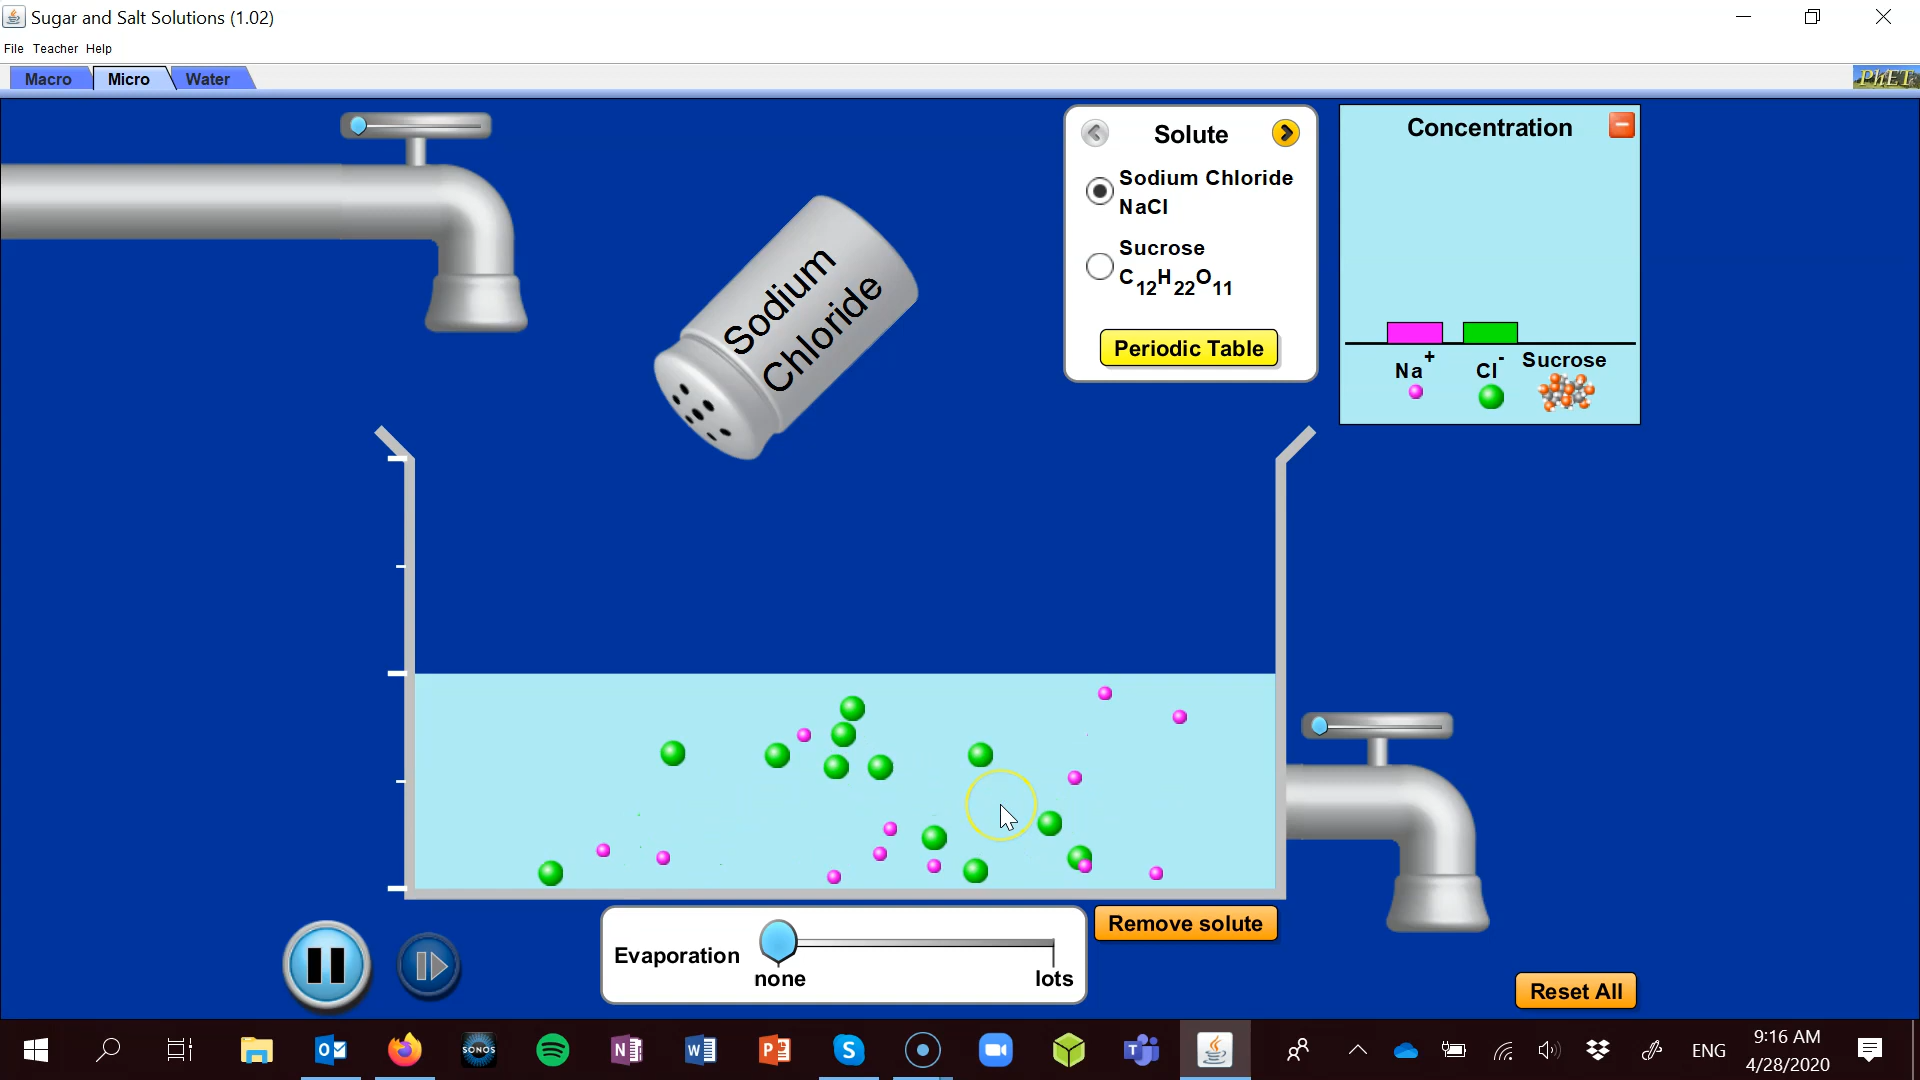 Sugar and Salt Solutions (1.02)
File Teacher Help
Macro Micro Water
PhET
Solute
Sodium Chloride
NaCl
Sucrose
C12H22O11
Periodic Table
Concentration
Na+ Cl- Sucrose
Sodium
Chloride
Evaporation
none lots
Remove solute
Reset All
SONOS
ENG
9:16 AM
4/28/2020